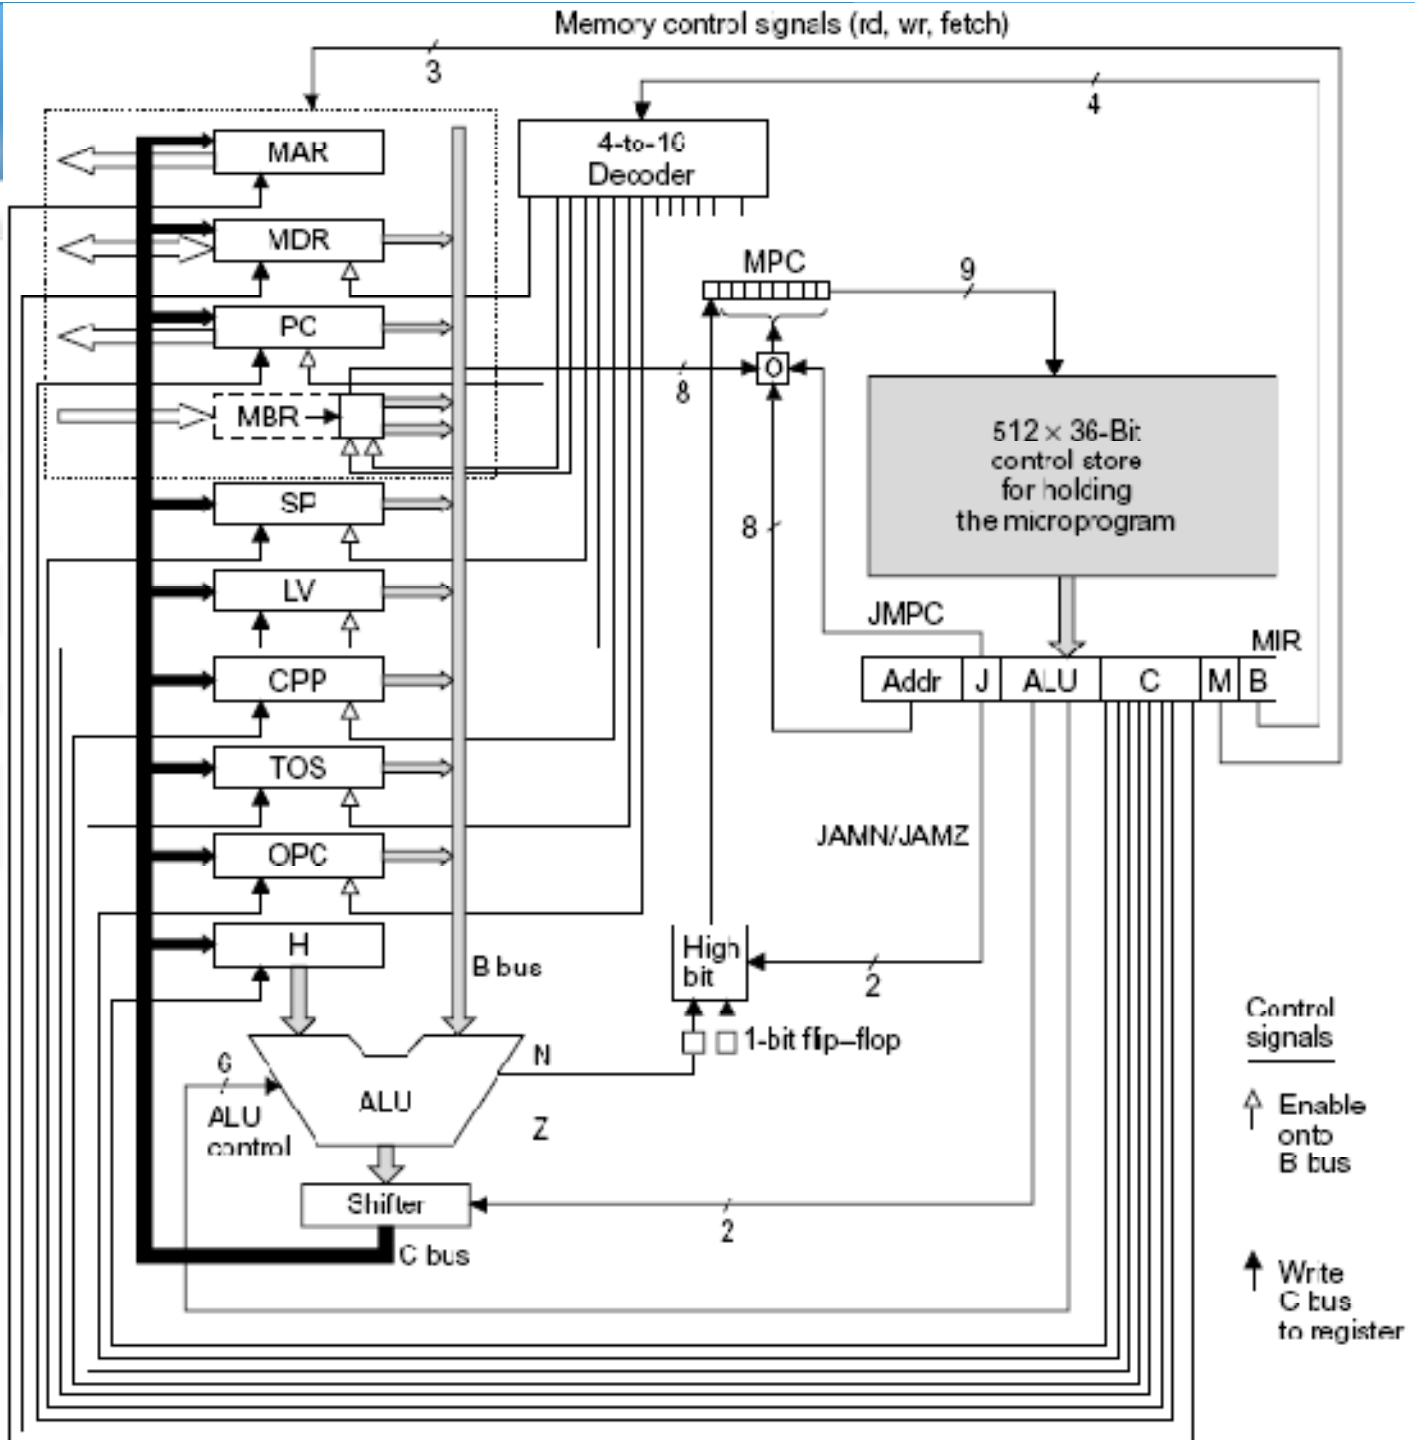 Memory control signals (rd, wr, fetch)
3
4
MAR
4-to-16
Decoder
MDR
MPC
9
PC
O
8
MBR
512 × 36-Bit
control store
for holding
the microprogram
SP
8
LV
JMPC
MIR
CPP
Addr
J
ALU
C
M
B
TOS
JAMN/JAMZ
OPC
H
High
bit
B bus
2
Control
signals
1-bit flip–flop
N
6
ALU
control
ALU
Z
Enable
onto
B bus
Shifter
2
C bus
Write
C bus
to register